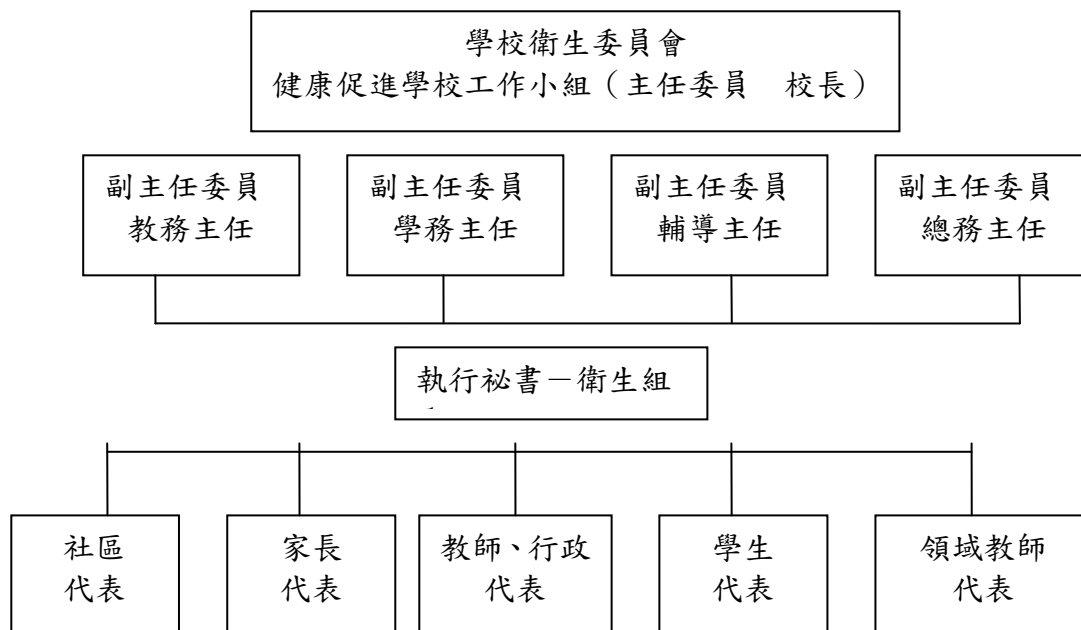 學校衛生委員會
健康促進學校工作小組（主任委員　校長）
副主任委員
教務主任
副主任委員
學務主任
副主任委員
輔導主任
副主任委員
總務主任
執行祕書－衛生組
社區
代表
家長
代表
教師、行政
代表
學生
代表
領域教師
代表